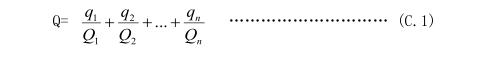 Q= q₁/Q₁ + q₂/Q₂ + ... + qₙ/Qₙ ………………………… (C.1)